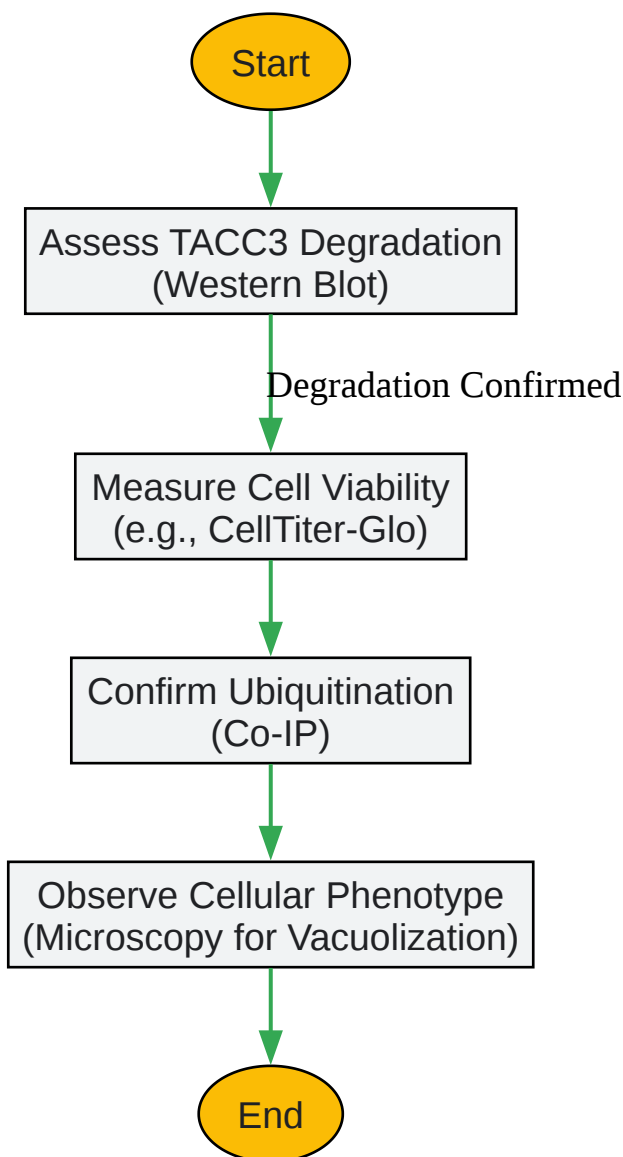 Start
Assess TACC3 Degradation
(Western Blot)
Degradation Confirmed
Measure Cell Viability
(e.g., CellTiter-Glo)
Confirm Ubiquitination
(Co-IP)
Observe Cellular Phenotype
(Microscopy for Vacuolization)
End